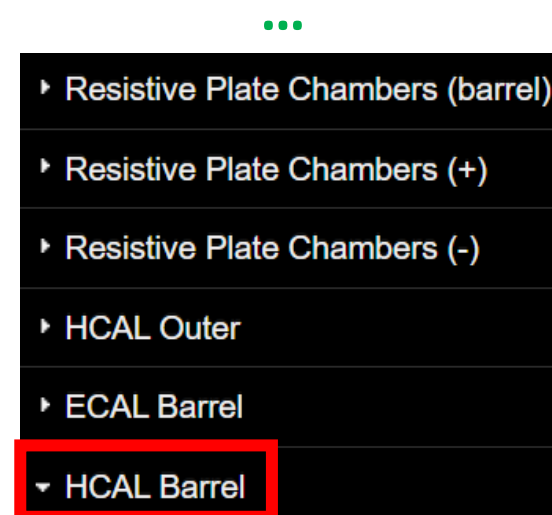 ...
Resistive Plate Chambers (barrel)
Resistive Plate Chambers (+)
Resistive Plate Chambers (-)
HCAL Outer
ECAL Barrel
HCAL Barrel